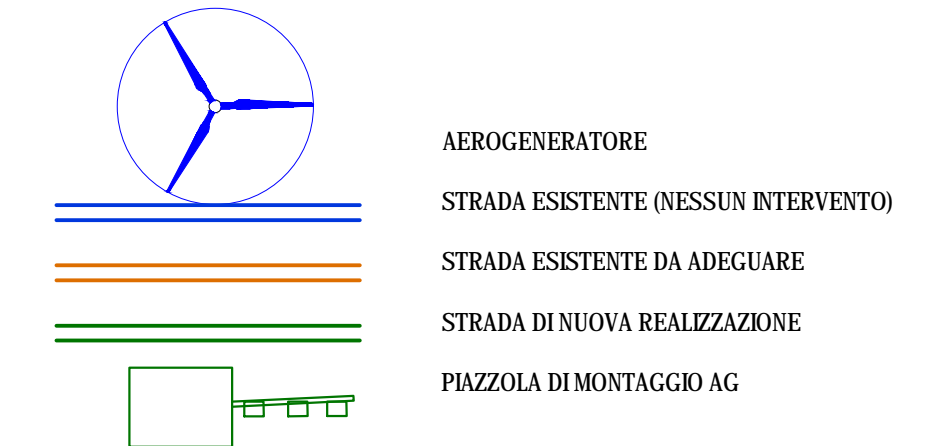 AEROGENERATORE
STRADA ESISTENTE (NESSUN INTERVENTO)
STRADA ESISTENTE DA ADEGUARE
STRADA DI NUOVA REALIZZAZIONE
PIAZZOLA DI MONTAGGIO AG